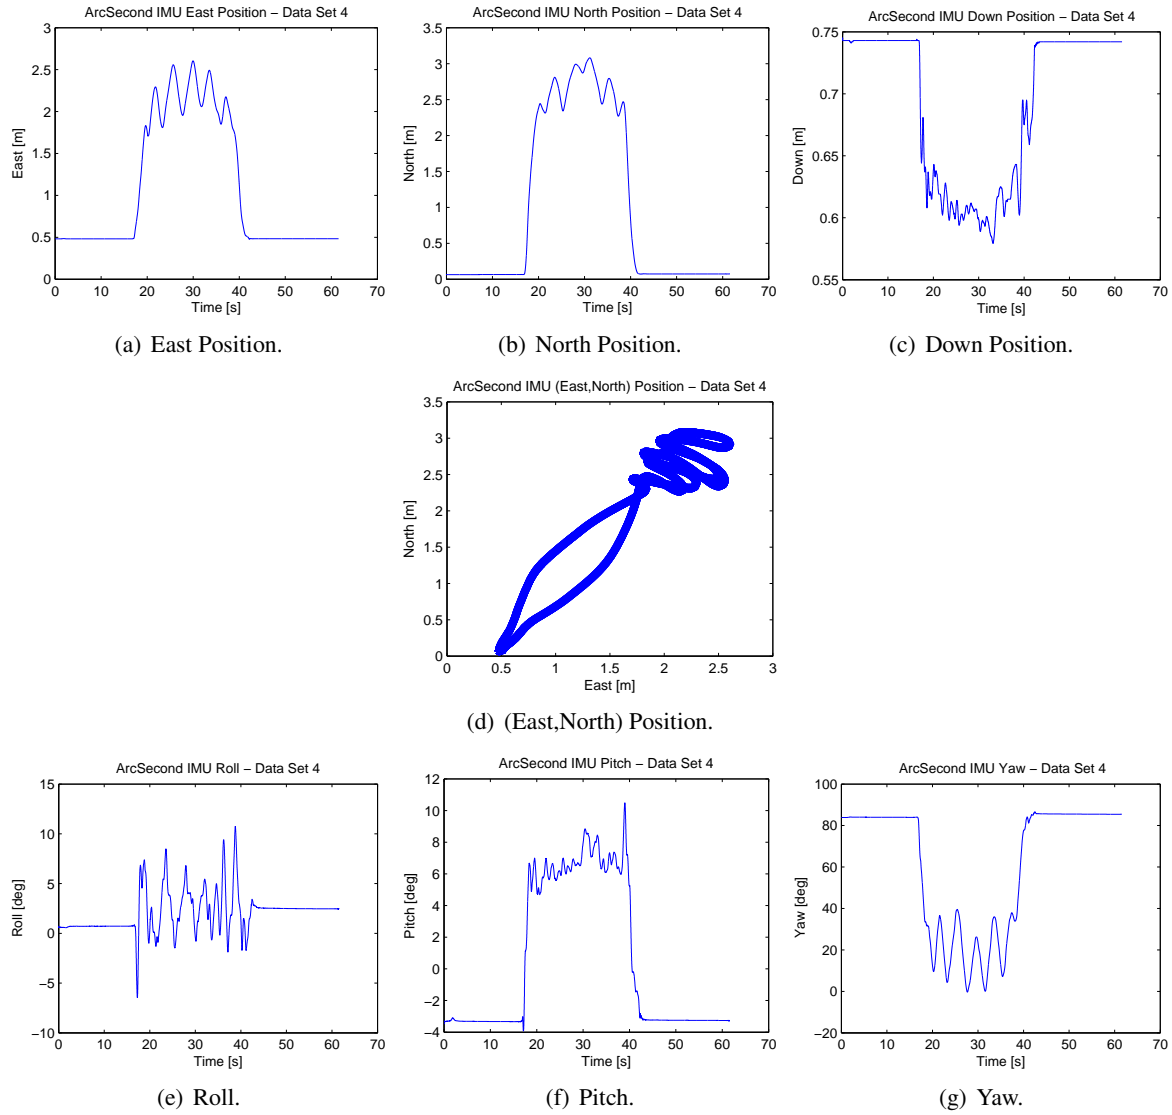 ArcSecond IMU East Position − Data Set 4
3
2.5
2
1.5
1
0.5
0
East [m]
0 10 20 30 40 50 60 70
Time [s]
(a) East Position.
ArcSecond IMU North Position − Data Set 4
3.5
3
2.5
2
1.5
1
0.5
0
North [m]
0 10 20 30 40 50 60 70
Time [s]
(b) North Position.
ArcSecond IMU Down Position − Data Set 4
0.75
0.7
0.65
0.6
0.55
Down [m]
0 10 20 30 40 50 60 70
Time [s]
(c) Down Position.
ArcSecond IMU (East,North) Position − Data Set 4
3.5
3
2.5
2
1.5
1
0.5
0
North [m]
0 0.5 1 1.5 2 2.5 3
East [m]
(d) (East,North) Position.
ArcSecond IMU Roll − Data Set 4
15
10
5
0
−5
−10
Roll [deg]
0 10 20 30 40 50 60 70
Time [s]
(e) Roll.
ArcSecond IMU Pitch − Data Set 4
12
10
8
6
4
2
0
−2
−4
Pitch [deg]
0 10 20 30 40 50 60 70
Time [s]
(f) Pitch.
ArcSecond IMU Yaw − Data Set 4
100
80
60
40
20
0
−20
Yaw [deg]
0 10 20 30 40 50 60 70
Time [s]
(g) Yaw.